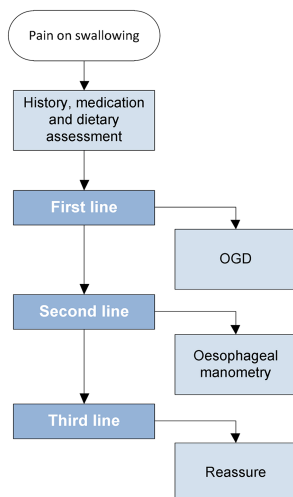 Pain on swallowing
History, medication
and dietary
assessment
First line
OGD
Second line
Oesophageal
manometry
Third line
Reassure